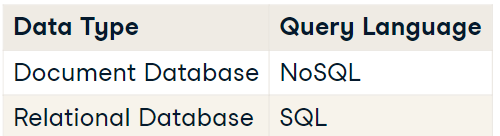 Data Type Query Language
Document Database NoSQL
Relational Database SQL